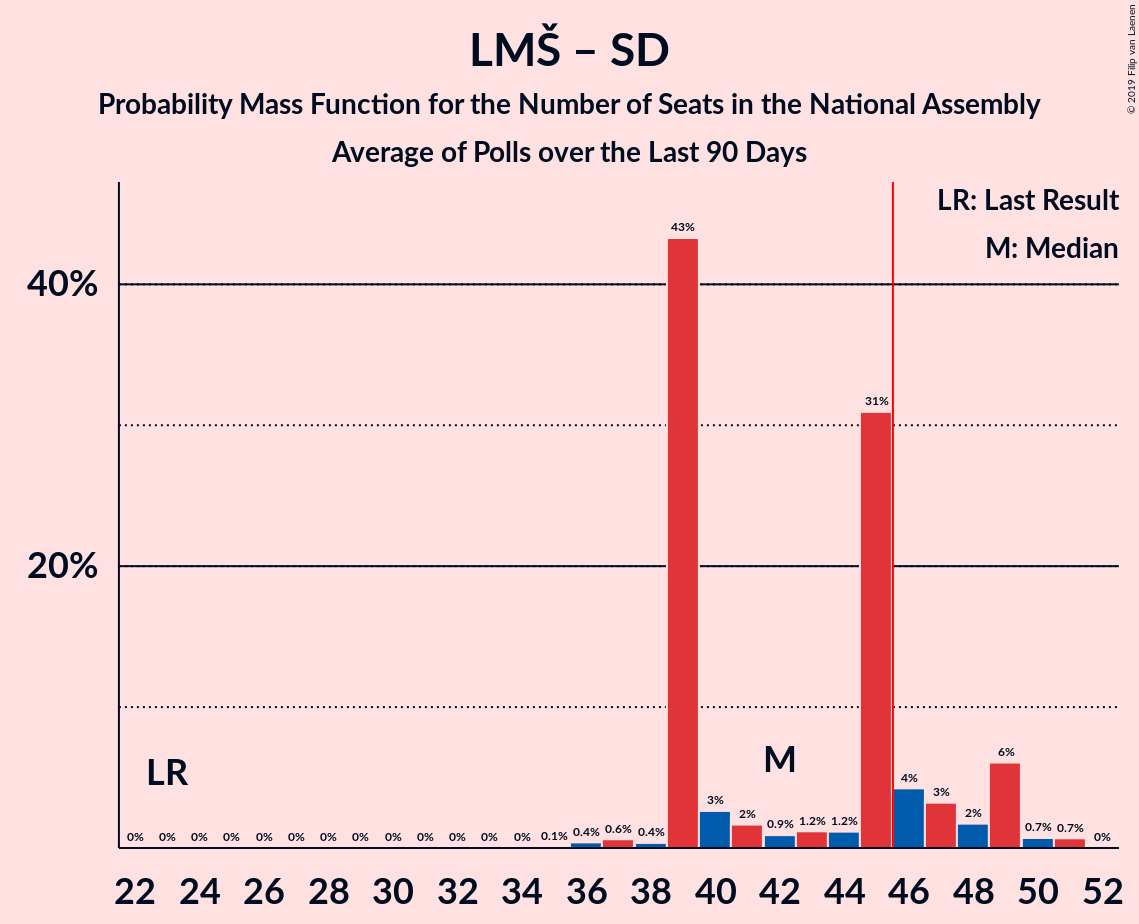 LMŠ – SD
Probability Mass Function for the Number of Seats in the National Assembly
Average of Polls over the Last 90 Days
© 2019 Filip van Laenen
LR: Last Result
M: Median
40%
20%
43%
31%
LR
M
0% 0% 0% 0% 0% 0% 0% 0% 0% 0% 0% 0% 0% 0.1% 0.4% 0.6% 0.4% 3% 2% 0.9% 1.2% 1.2% 4% 3% 2% 6% 0.7% 0.7% 0%
22 24 26 28 30 32 34 36 38 40 42 44 46 48 50 52